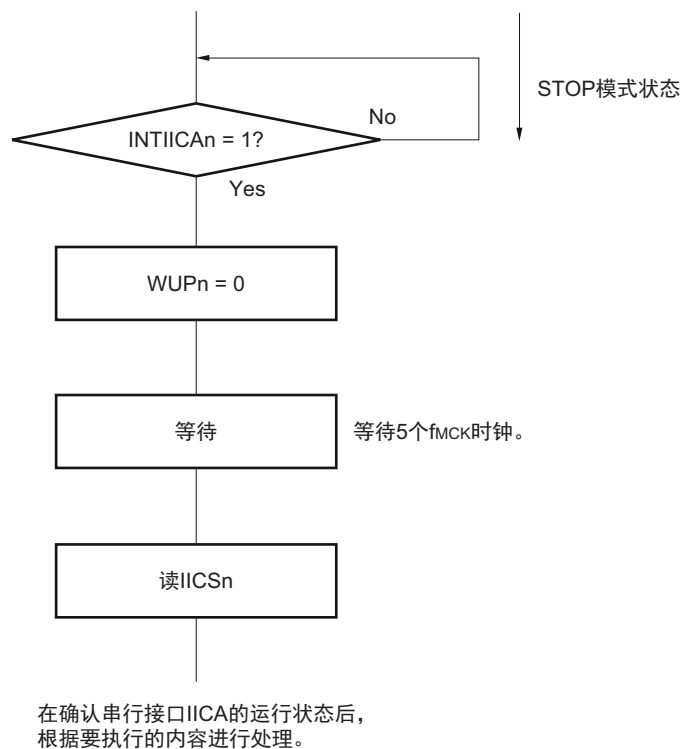 STOP模式状态
No
INTIICAn = 1?
Yes
WUPn = 0
等待
等待5个fMCK时钟。
读IICSn
在确认串行接口IICA的运行状态后，
根据要执行的内容进行处理。